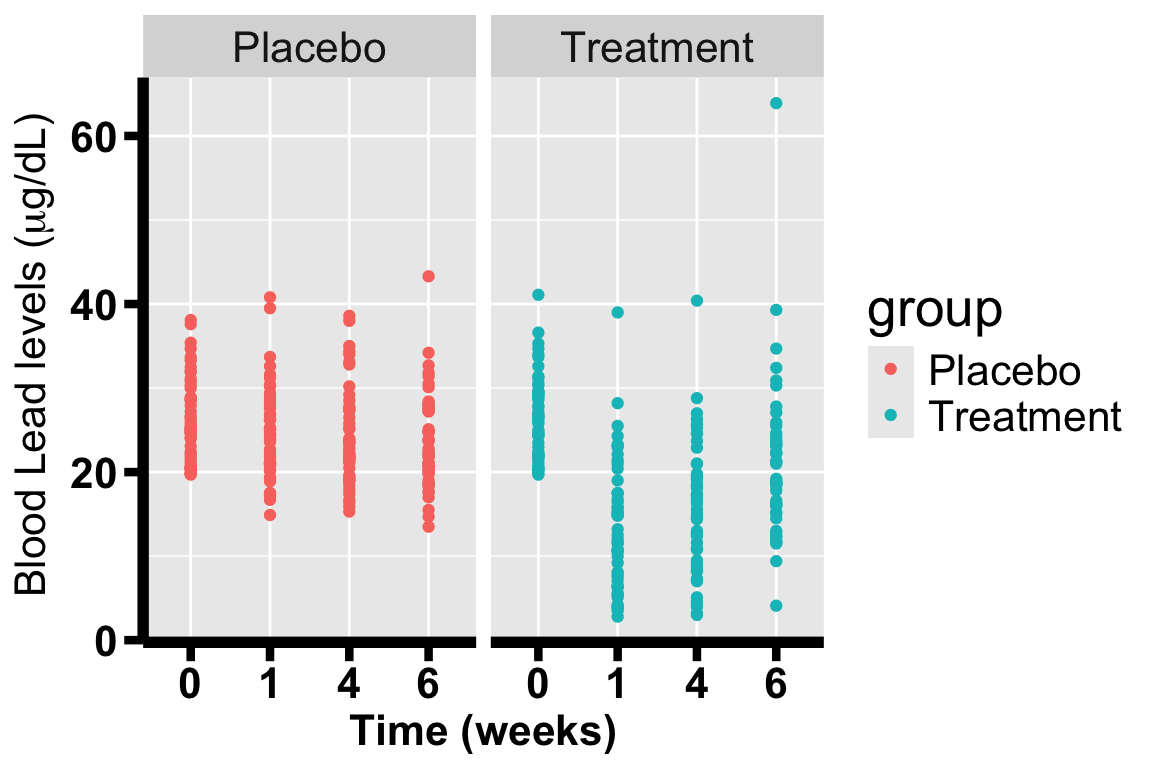 Placebo
Treatment
Blood Lead levels (μg/dL)
60
40
20
0
0 1 4 6
0 1 4 6
Time (weeks)
group
Placebo
Treatment